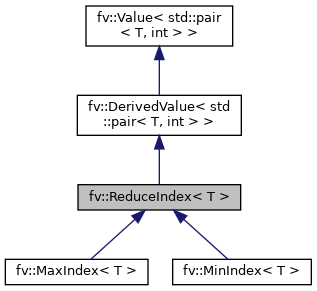 fv::Value< std::pair
< T, int > >
fv::DerivedValue< std
::pair< T, int > >
fv::ReduceIndex< T >
fv::MaxIndex< T >
fv::MinIndex< T >